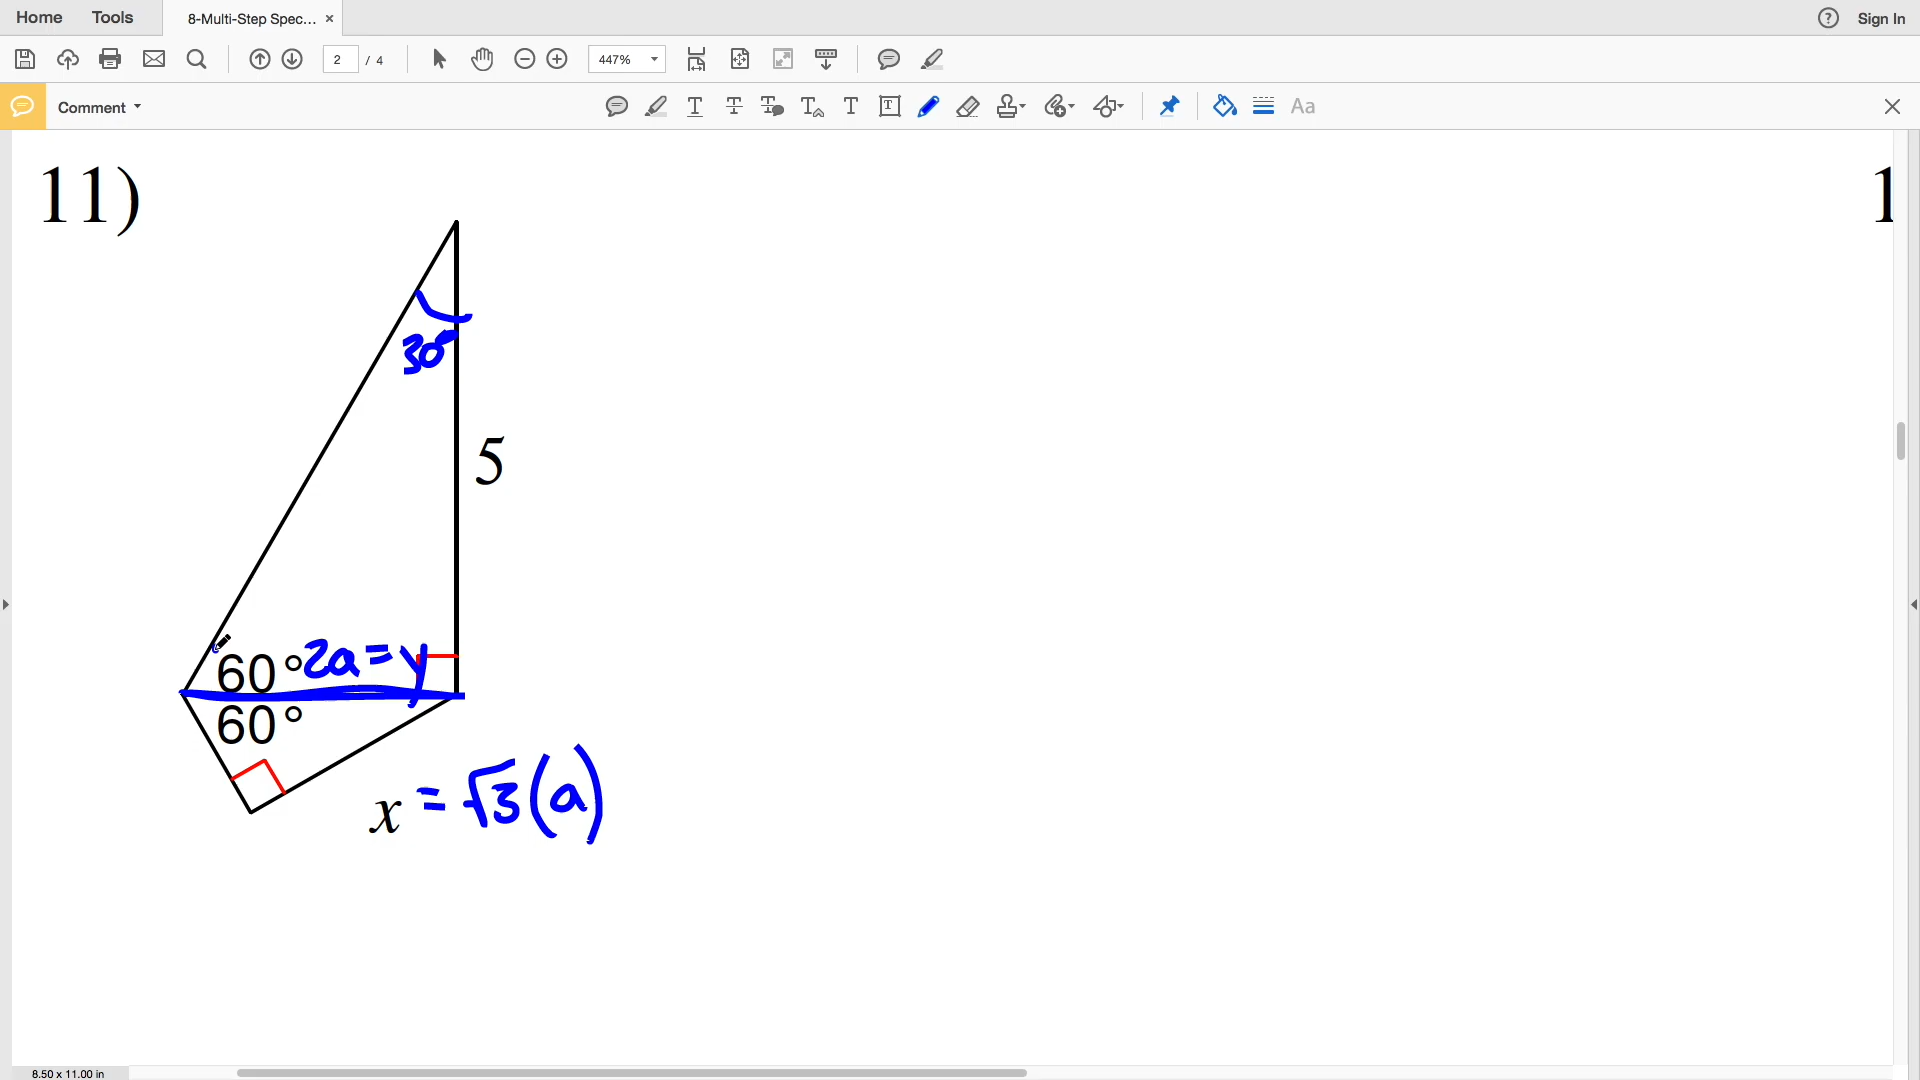 Home Tools 8-Multi-Step Spec... × ? Sign In
2 / 4 447%
Comment Aa
11) 1
30°
5
60° 2a = y
60°
x = √3(a)
8.50 x 11.00 in